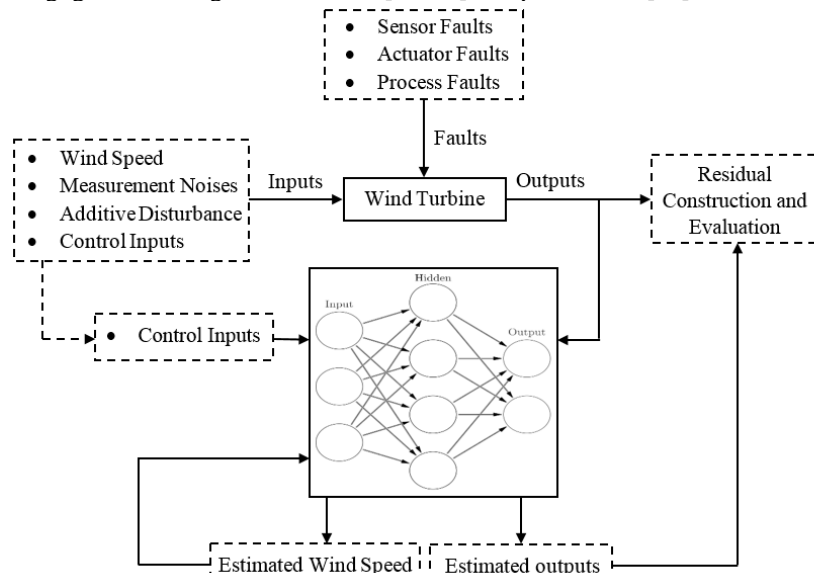 • Sensor Faults
• Actuator Faults
• Process Faults
Faults
• Wind Speed
• Measurement Noises
• Additive Disturbance
• Control Inputs
Inputs
Wind Turbine
Outputs
Residual
Construction and
Evaluation
• Control Inputs
Input
Hidden
Output
Estimated Wind Speed
Estimated outputs